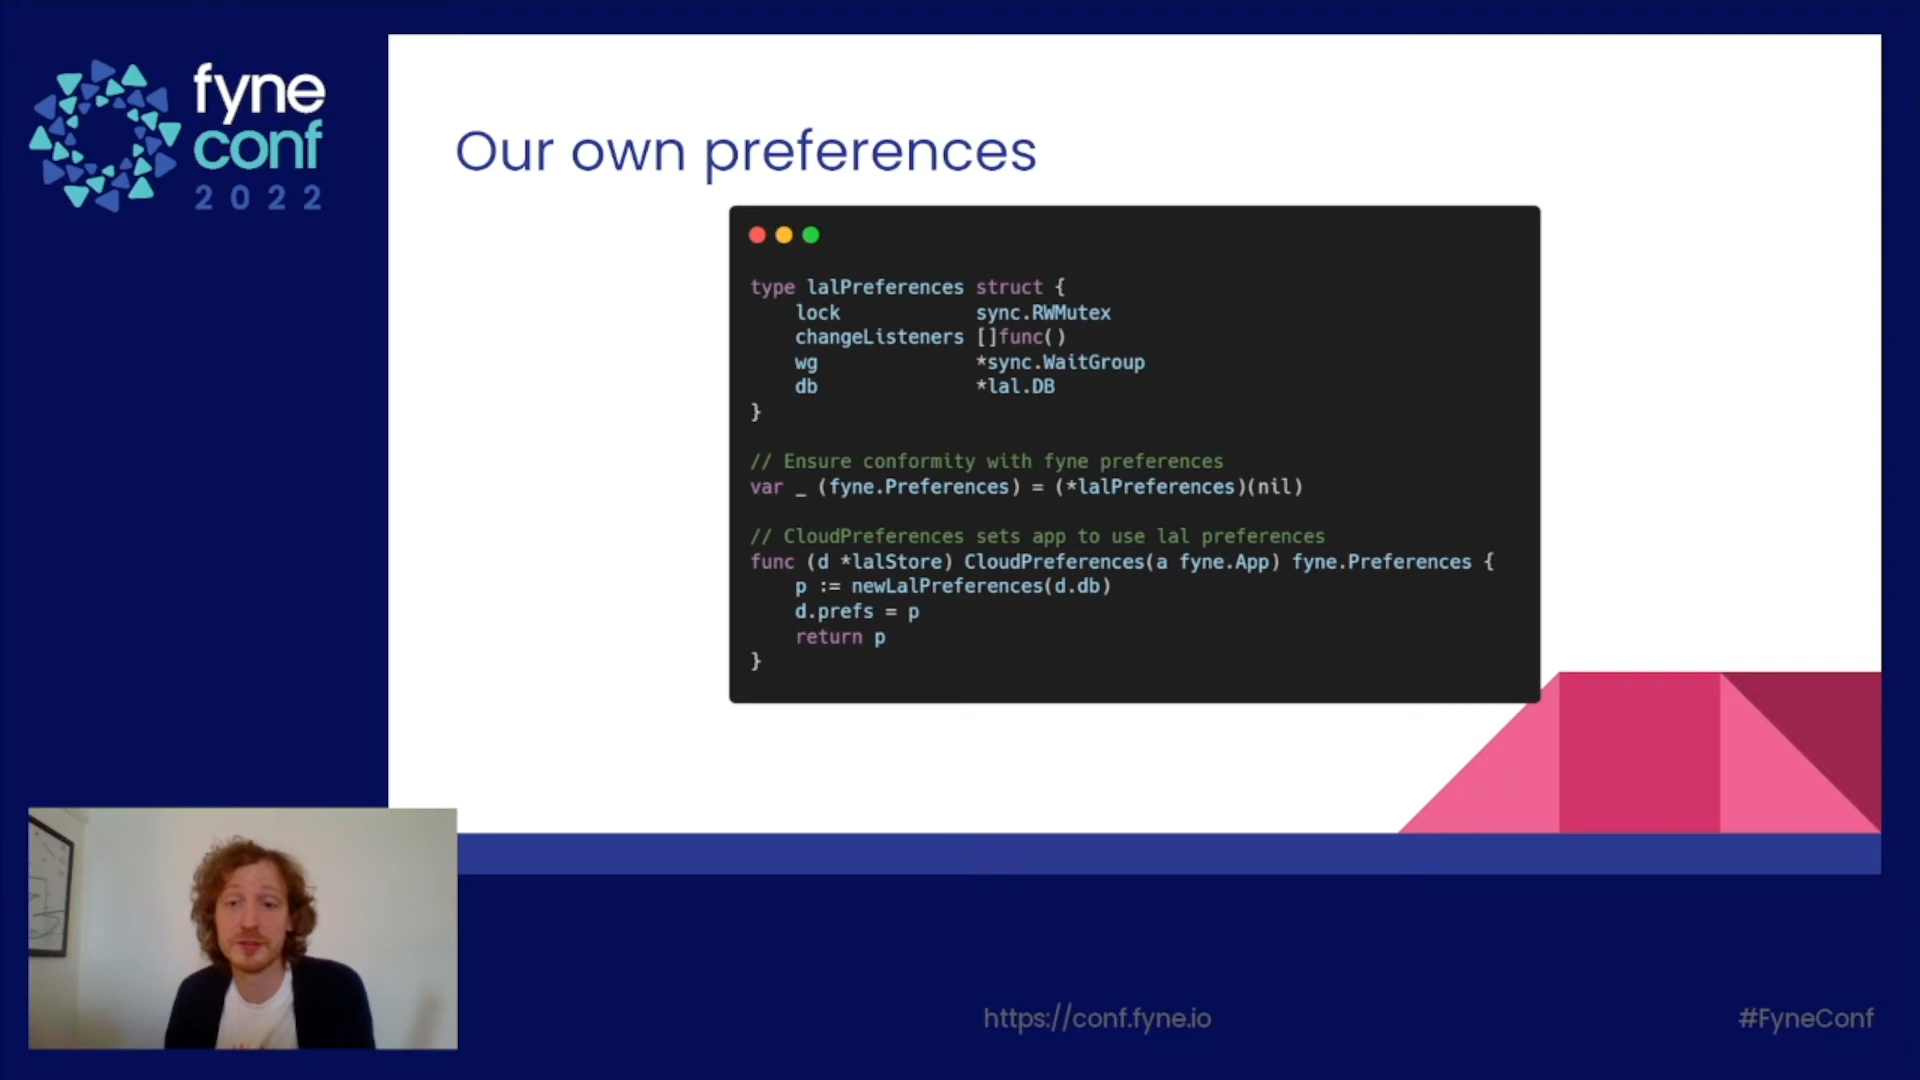 fyne
conf
2022
Our own preferences
type lalPreferences struct {
    lock            sync.RWMutex
    changeListeners []func()
    wg              *sync.WaitGroup
    db              *lal.DB
}
// Ensure conformity with fyne preferences
var _ (fyne.Preferences) = (*lalPreferences)(nil)
// CloudPreferences sets app to use lal preferences
func (d *lalStore) CloudPreferences(a fyne.App) fyne.Preferences {
    p := newLalPreferences(d.db)
    d.prefs = p
    return p
}
https://conf.fyne.io
#FyneConf